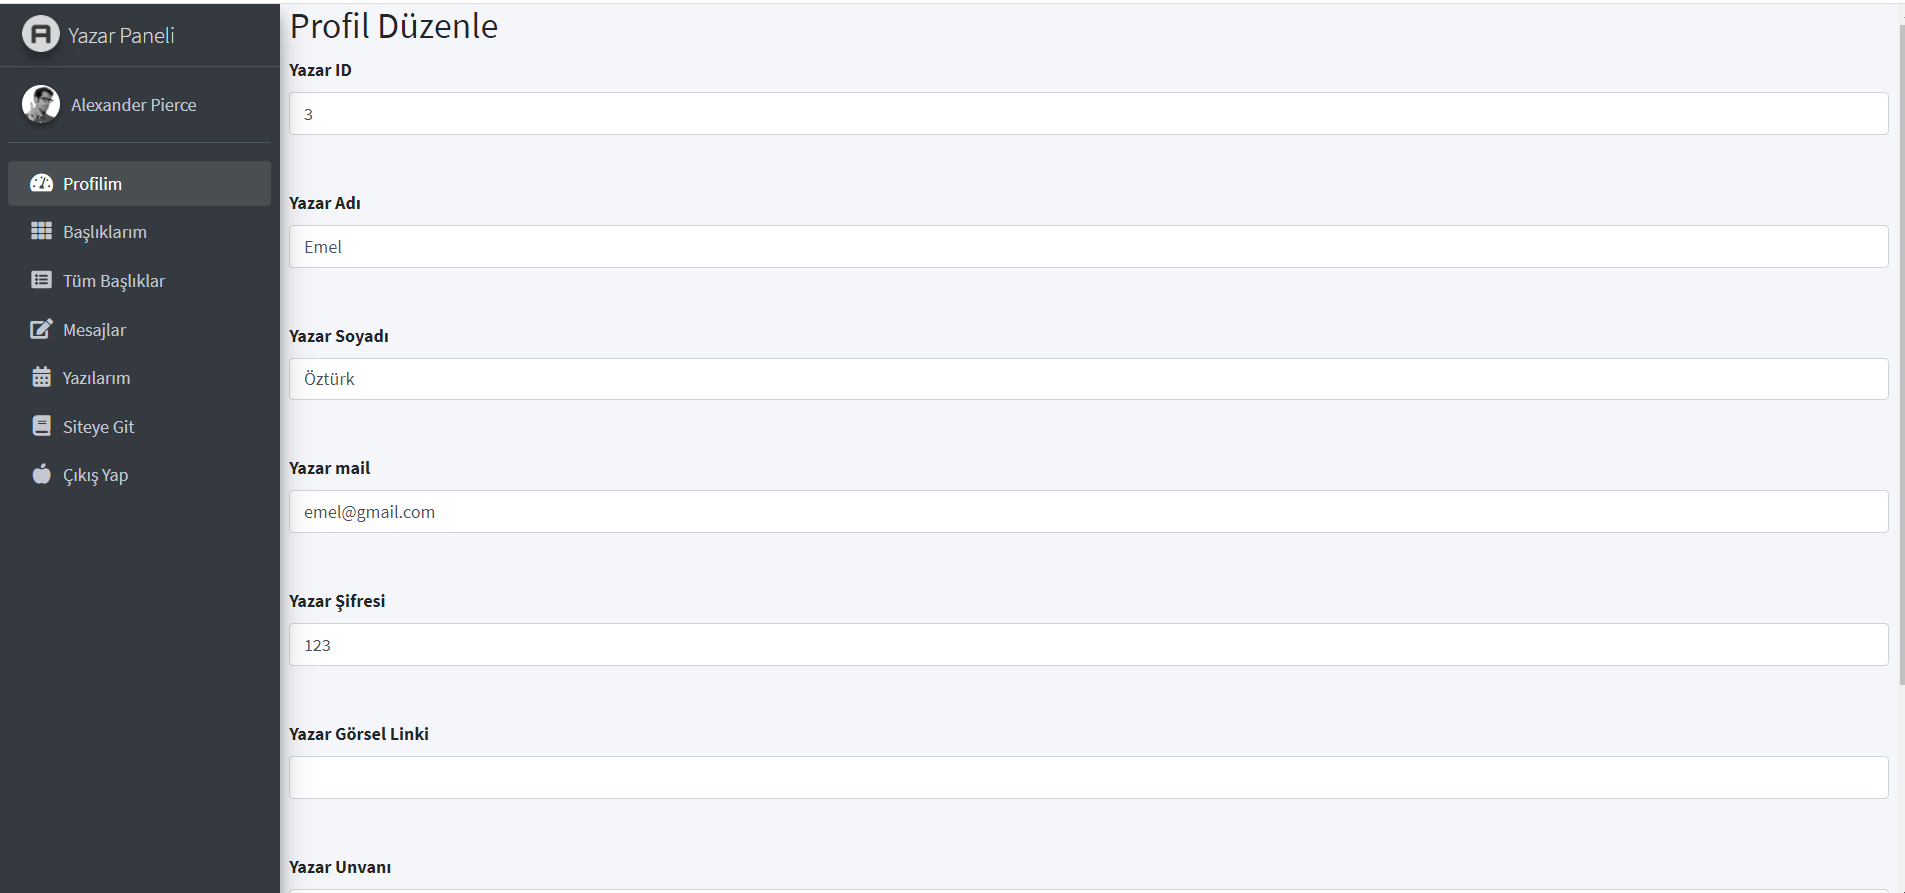 Yazar Paneli
Alexander Pierce
Profilim
Başlıklarım
Tüm Başlıklar
Mesajlar
Yazılarım
Siteye Git
Çıkış Yap
Profil Düzenle
Yazar ID
3
Yazar Adı
Emel
Yazar Soyadı
Öztürk
Yazar mail
emel@gmail.com
Yazar Şifresi
123
Yazar Görsel Linki
Yazar Unvanı